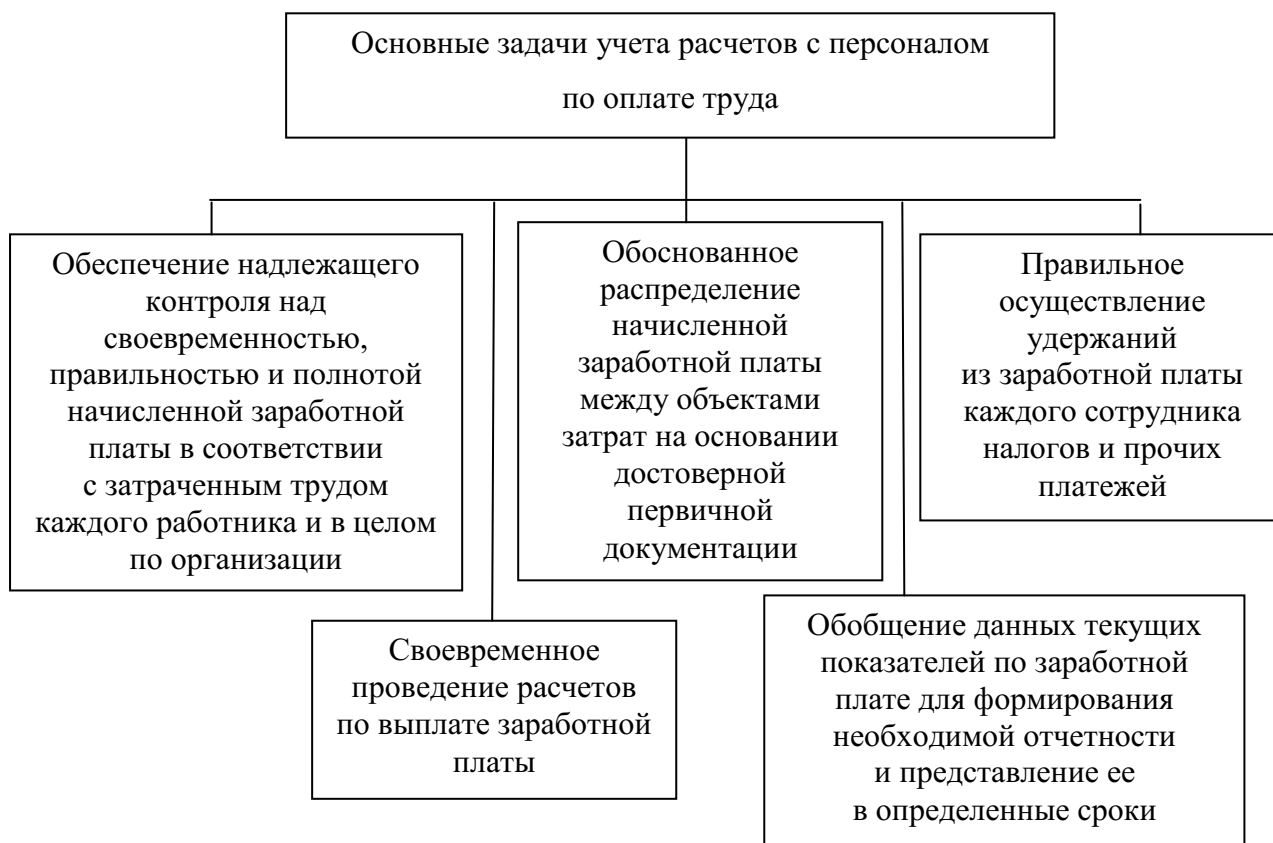 Основные задачи учета расчетов с персоналом
по оплате труда
Обеспечение надлежащего
контроля над
своевременностью,
правильностью и полнотой
начисленной заработной
платы в соответствии
с затраченным трудом
каждого работника и в целом
по организации
Своевременное
проведение расчетов
по выплате заработной
платы
Обоснованное
распределение
начисленной
заработной платы
между объектами
затрат на основании
достоверной
первичной
документации
Обобщение данных текущих
показателей по заработной
плате для формирования
необходимой отчетности
и представление ее
в определенные сроки
Правильное
осуществление
удержаний
из заработной платы
каждого сотрудника
налогов и прочих
платежей